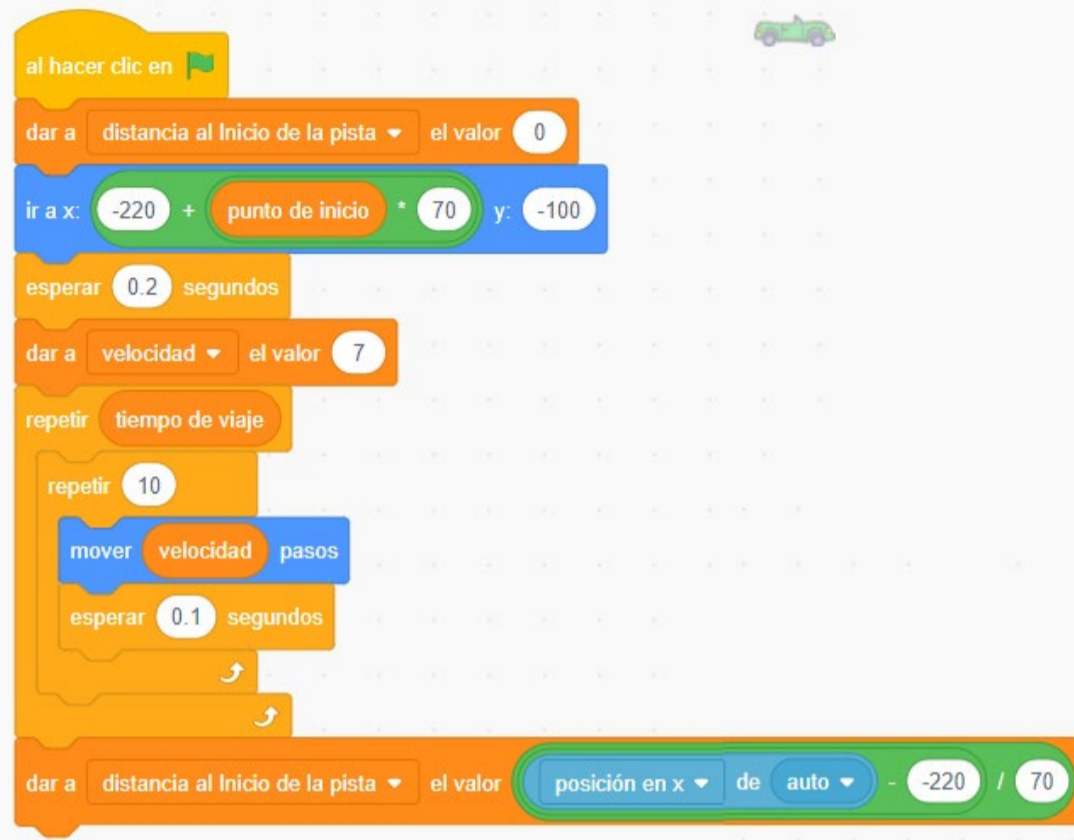 al hacer clic en
dar a distancia al Inicio de la pista el valor 0
ir a x: -220 + punto de inicio * 70 y: -100
esperar 0.2 segundos
dar a velocidad el valor 7
repetir tiempo de viaje
repetir 10
mover velocidad pasos
esperar 0.1 segundos
dar a distancia al Inicio de la pista el valor posición en x de auto - -220 / 70